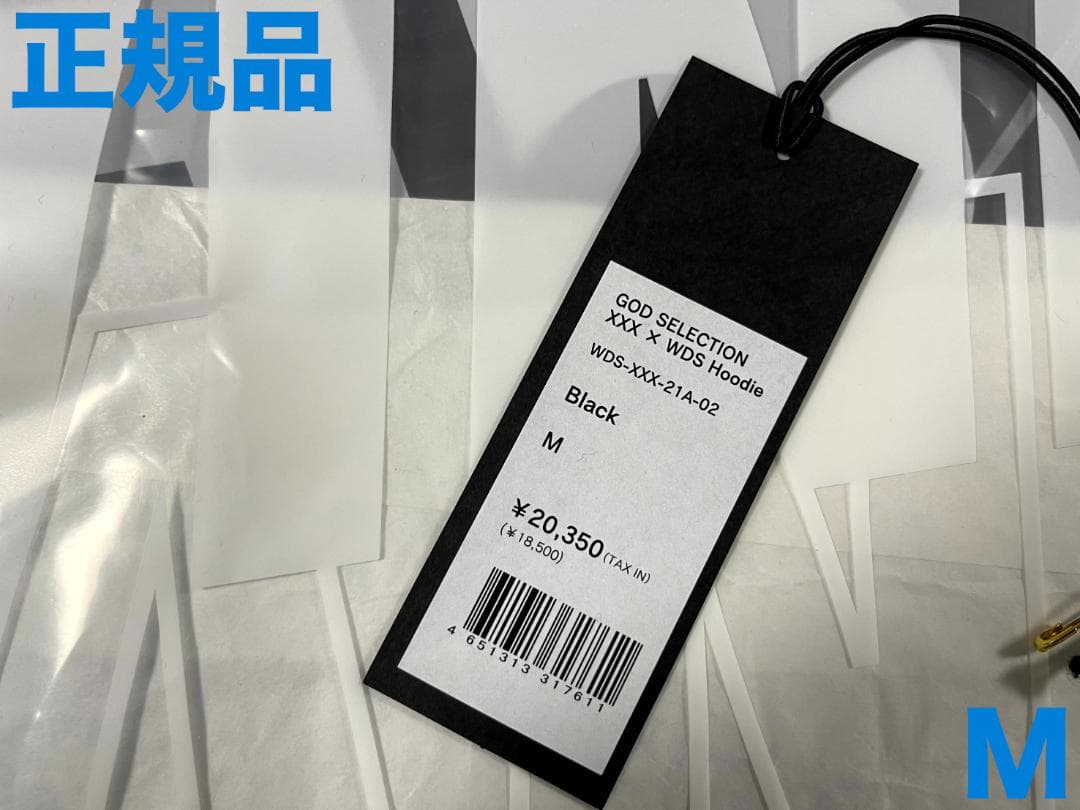 正規品
GOD SELECTION
XXX × WDS Hoodie
WDS-XXX-21A-02
Black
M
¥20,350 (TAX IN)
(¥18,500)
4 651313 317611
M